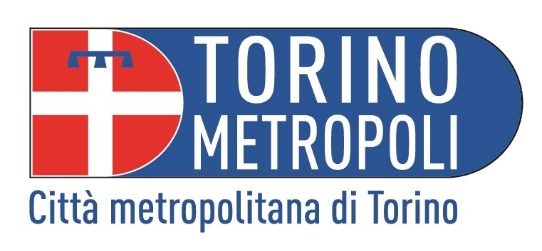 TORINO
METROPOLI
Città metropolitana di Torino